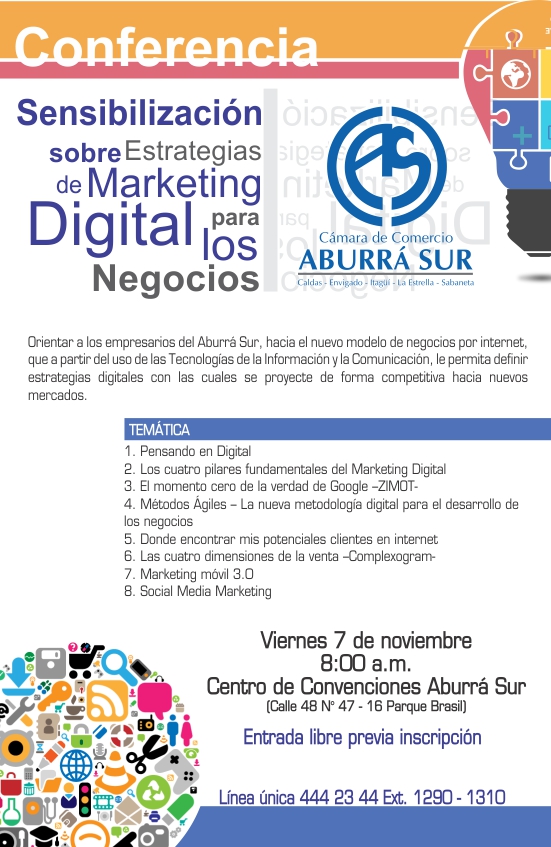 Conferencia
Sensibilización
sobre Estrategias
de Marketing
Digital para
los
Negocios
AS
Cámara de Comercio
ABURRÁ SUR
Caldas - Envigado - Itagüí - La Estrella - Sabaneta
Orientar a los empresarios del Aburrá Sur, hacia el nuevo modelo de negocios por internet,
que a partir del uso de las Tecnologías de la Información y la Comunicación, le permita definir
estrategias digitales con las cuales se proyecte de forma competitiva hacia nuevos
mercados.
TEMÁTICA
1. Pensando en Digital
2. Los cuatro pilares fundamentales del Marketing Digital
3. El momento cero de la verdad de Google –ZIMOT-
4. Métodos Ágiles – La nueva metodología digital para el desarrollo de
los negocios
5. Donde encontrar mis potenciales clientes en internet
6. Las cuatro dimensiones de la venta –Complexogram-
7. Marketing móvil 3.0
8. Social Media Marketing
Viernes 7 de noviembre
8:00 a.m.
Centro de Convenciones Aburrá Sur
(Calle 48 N° 47 - 16 Parque Brasil)
Entrada libre previa inscripción
Línea única 444 23 44 Ext. 1290 - 1310